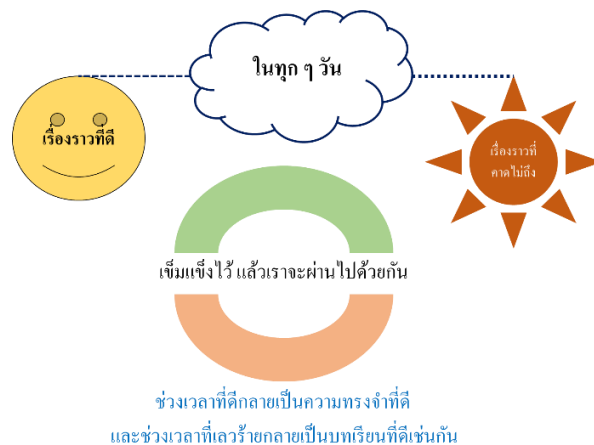 ในทุก ๆ วัน
เรื่องราวที่ดี
เรื่องราวที่
คาดไม่ถึง
เข็มแข็งไว้ แล้วเราจะผ่านไปด้วยกัน
ช่วงเวลาที่ดีกลายเป็นความทรงจำที่ดี
และช่วงเวลาที่เลวร้ายกลายเป็นบทเรียนที่ดีเช่นกัน